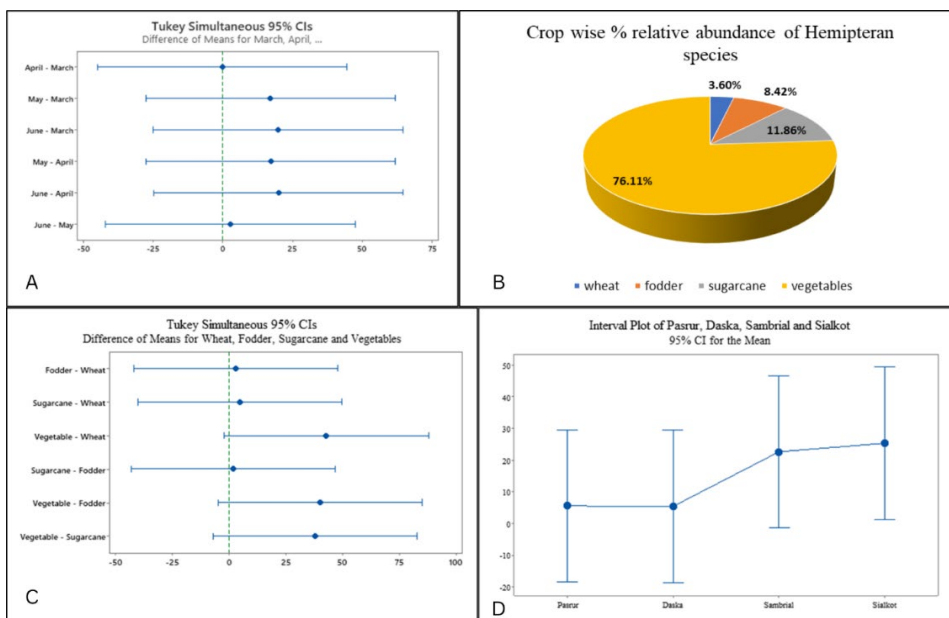 Tukey Simultaneous 95% CIs
Difference of Means for March, April, ...
April - March
May - March
June - March
May - April
June - April
June - May
-50 -25 0 25 50 75
A
Crop wise % relative abundance of Hemipteran
species
3.60%
8.42%
11.86%
76.11%
wheat fodder sugarcane vegetables
B
Tukey Simultaneous 95% CIs
Difference of Means for Wheat, Fodder, Sugarcane and Vegetables
Fodder - Wheat
Sugarcane - Wheat
Vegetable - Wheat
Sugarcane - Fodder
Vegetable - Fodder
Vegetable - Sugarcane
-50 0 50 100
C
Interval Plot of Pasrur, Daska, Sambrial and Sialkot
95% CI for the Mean
50
40
30
20
10
0
-10
-20
Pasrur Daska Sambrial Sialkot
D